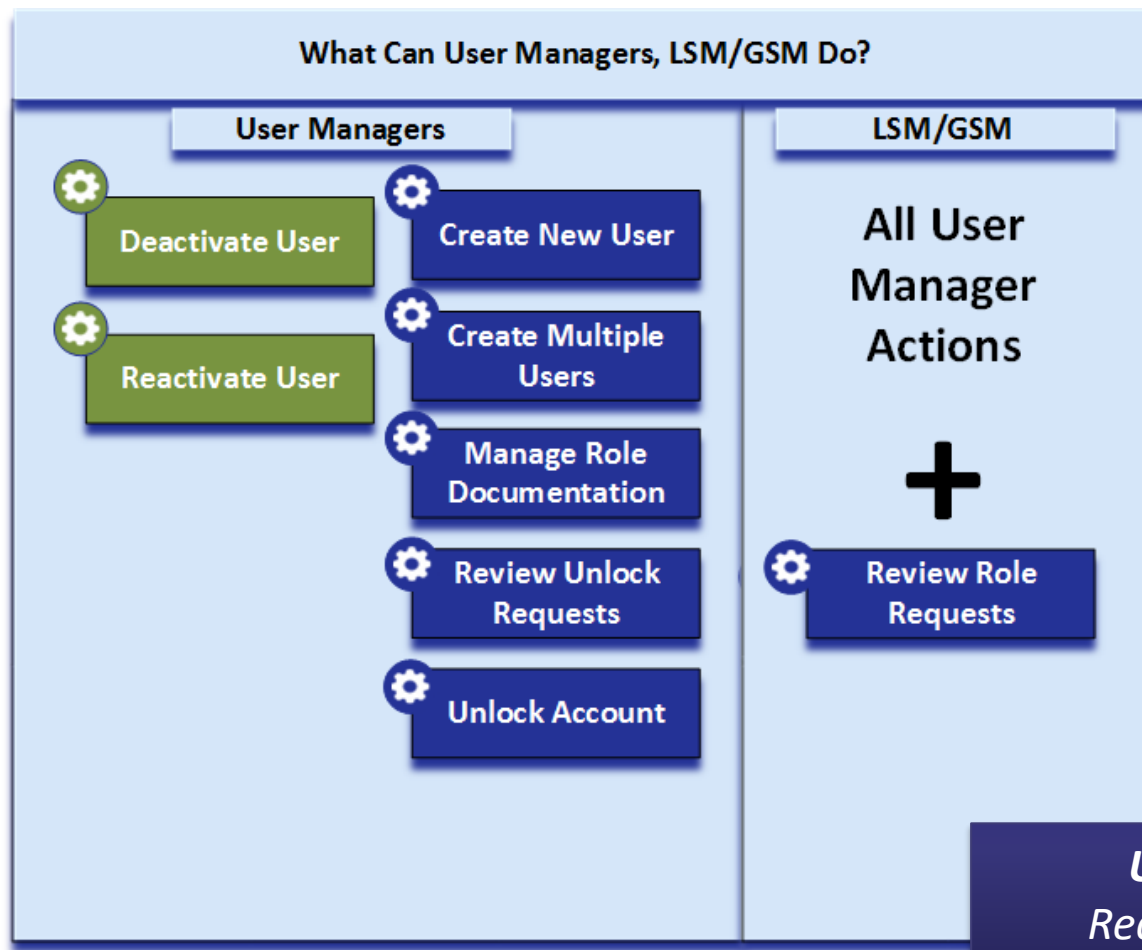 What Can User Managers, LSM/GSM Do?
User Managers
Deactivate User
Reactivate User
Create New User
Create Multiple
Users
Manage Role
Documentation
Review Unlock
Requests
Unlock Account
LSM/GSM
All User
Manager
Actions
+
Review Role
Requests